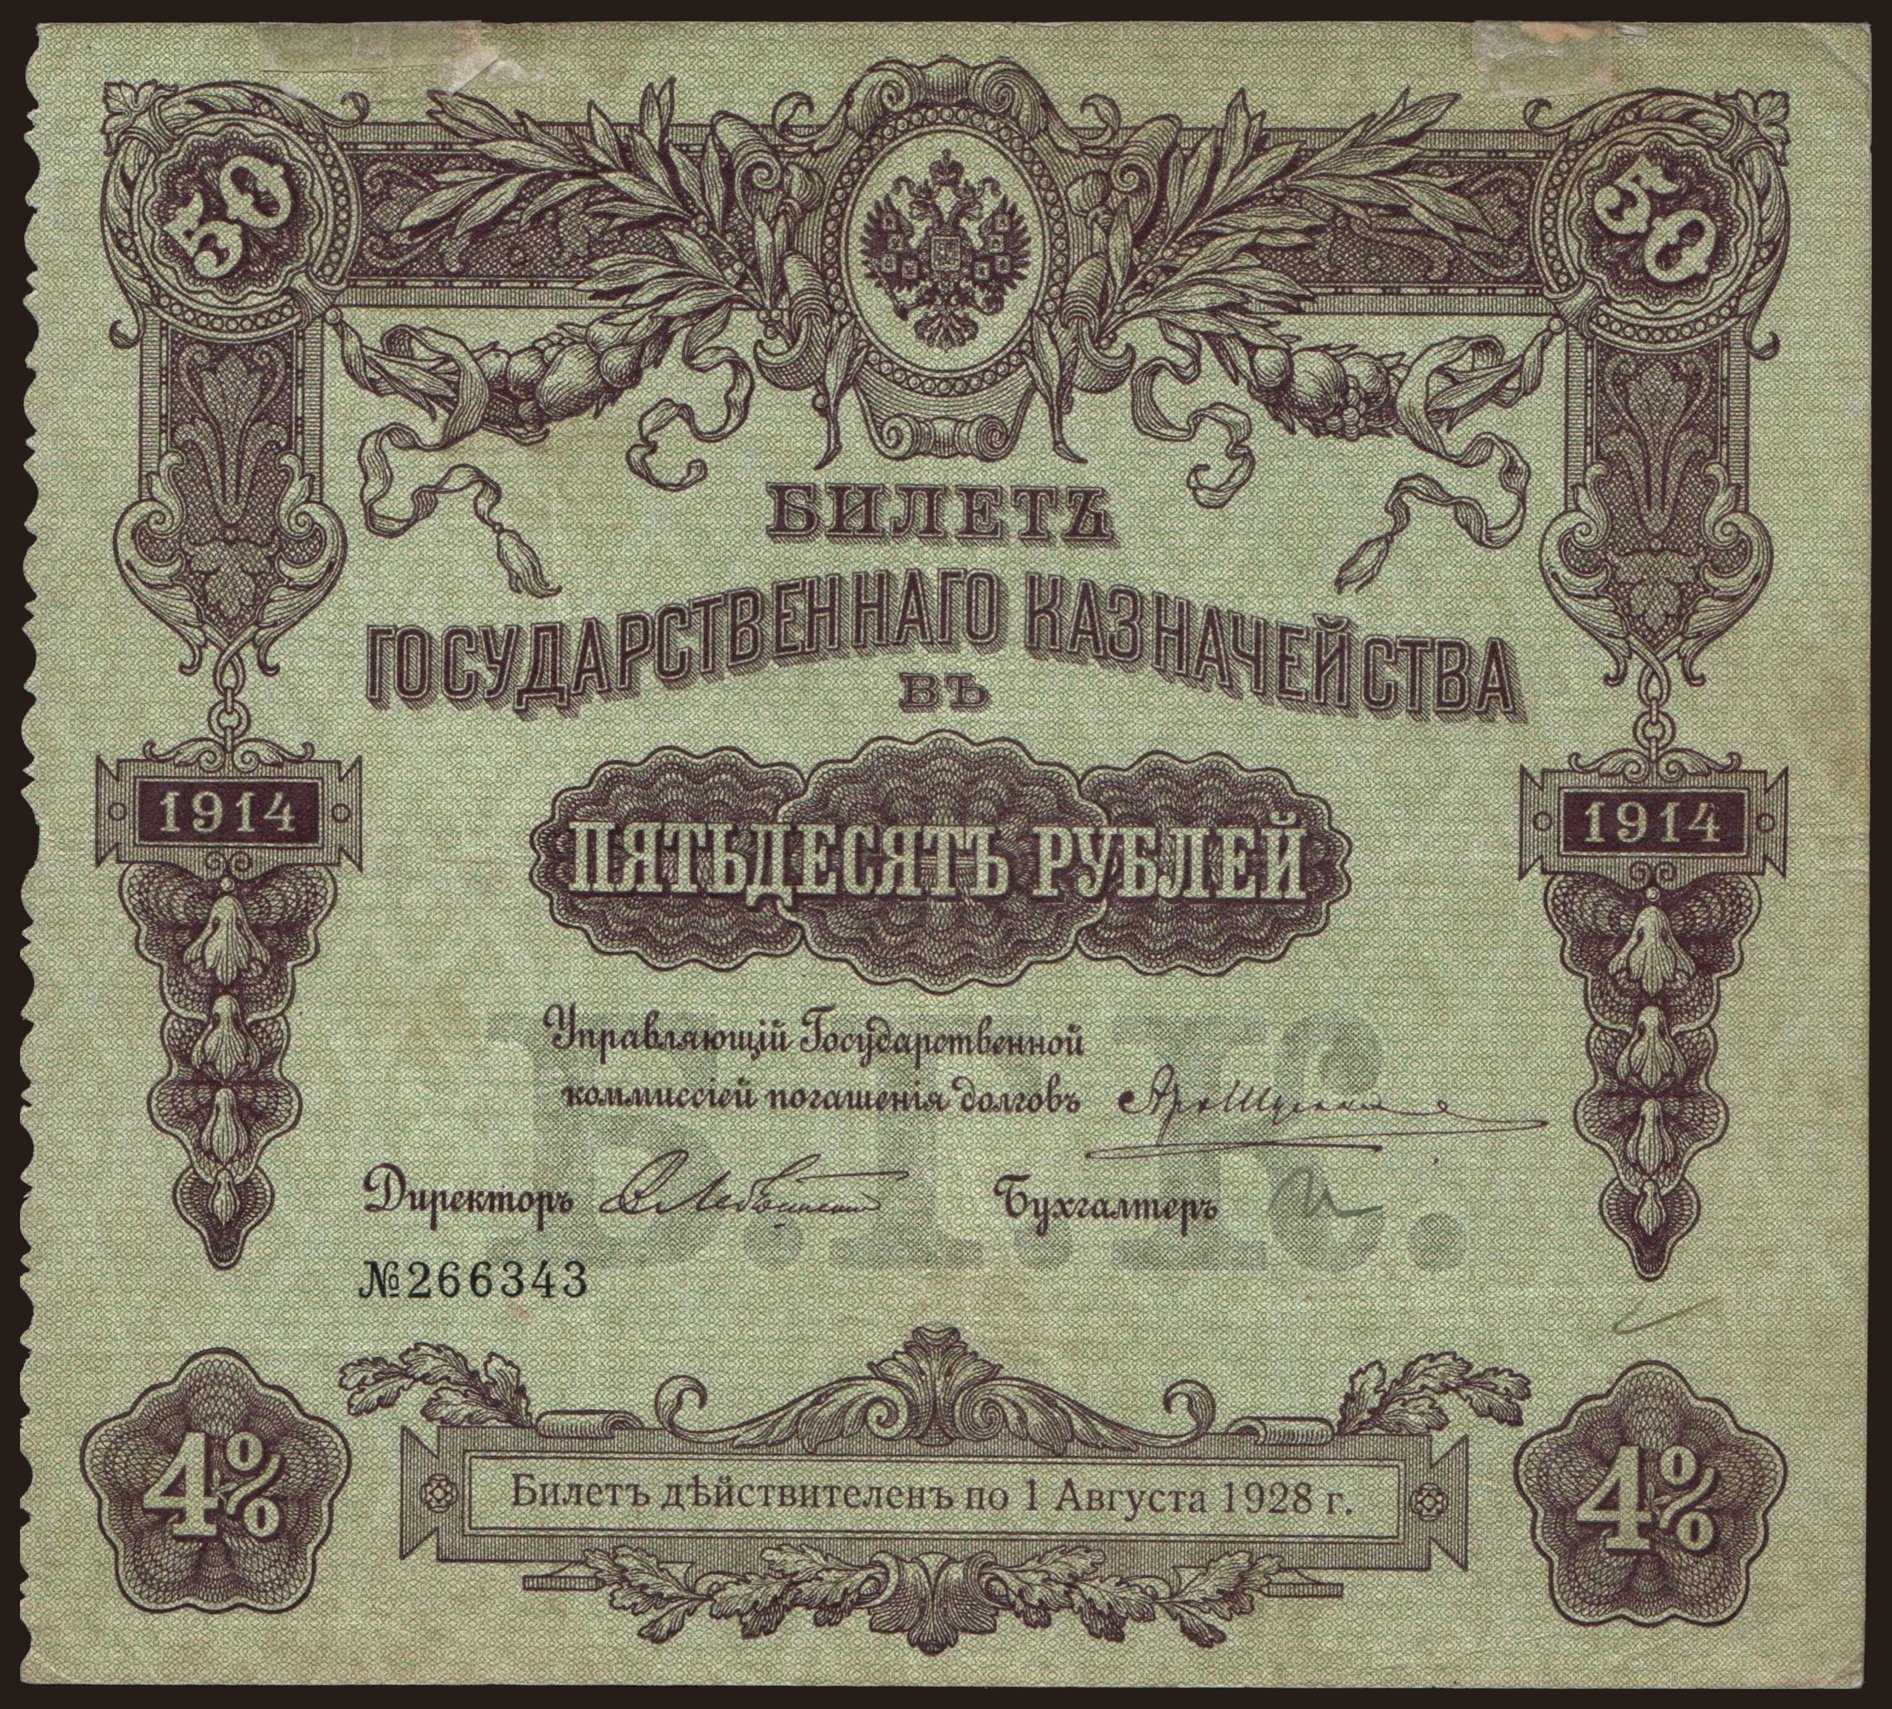 50 50
БИЛЕТЪ
ГОСУДАРСТВЕННАГО КАЗНАЧЕЙСТВА
ВЪ
1914 1914
ПЯТЬДЕСЯТЪ РУБЛЕЙ
Управляющій Государственной
коммиссіей погашенія долговъ
Директоръ Бухгалтеръ
Б.Г.К.
№266343
4% 4%
Билетъ дѣйствителенъ по 1 Августа 1928 г.